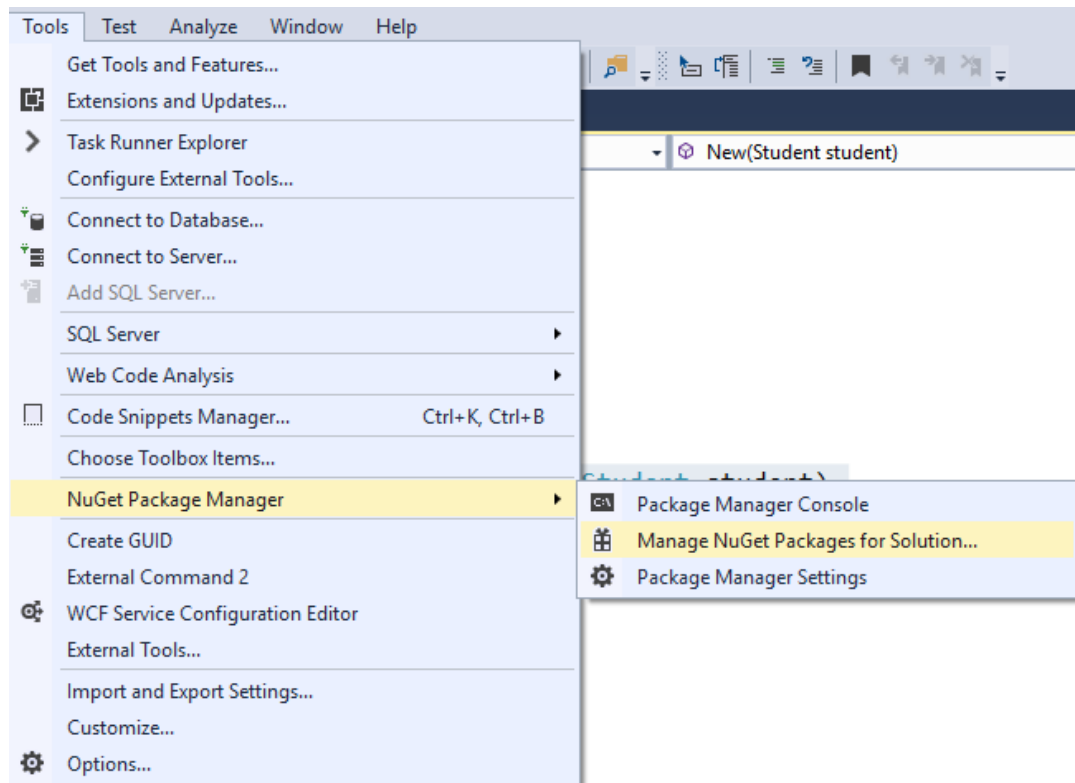 Tools Test Analyze Window Help
Get Tools and Features...
Extensions and Updates...
Task Runner Explorer
New(Student student)
Configure External Tools...
Connect to Database...
Connect to Server...
Add SQL Server...
SQL Server
Web Code Analysis
Code Snippets Manager... Ctrl+K, Ctrl+B
Choose Toolbox Items...
Student student)
NuGet Package Manager
C:\ Package Manager Console
Create GUID
Manage NuGet Packages for Solution...
External Command 2
Package Manager Settings
WCF Service Configuration Editor
External Tools...
Import and Export Settings...
Customize...
Options...